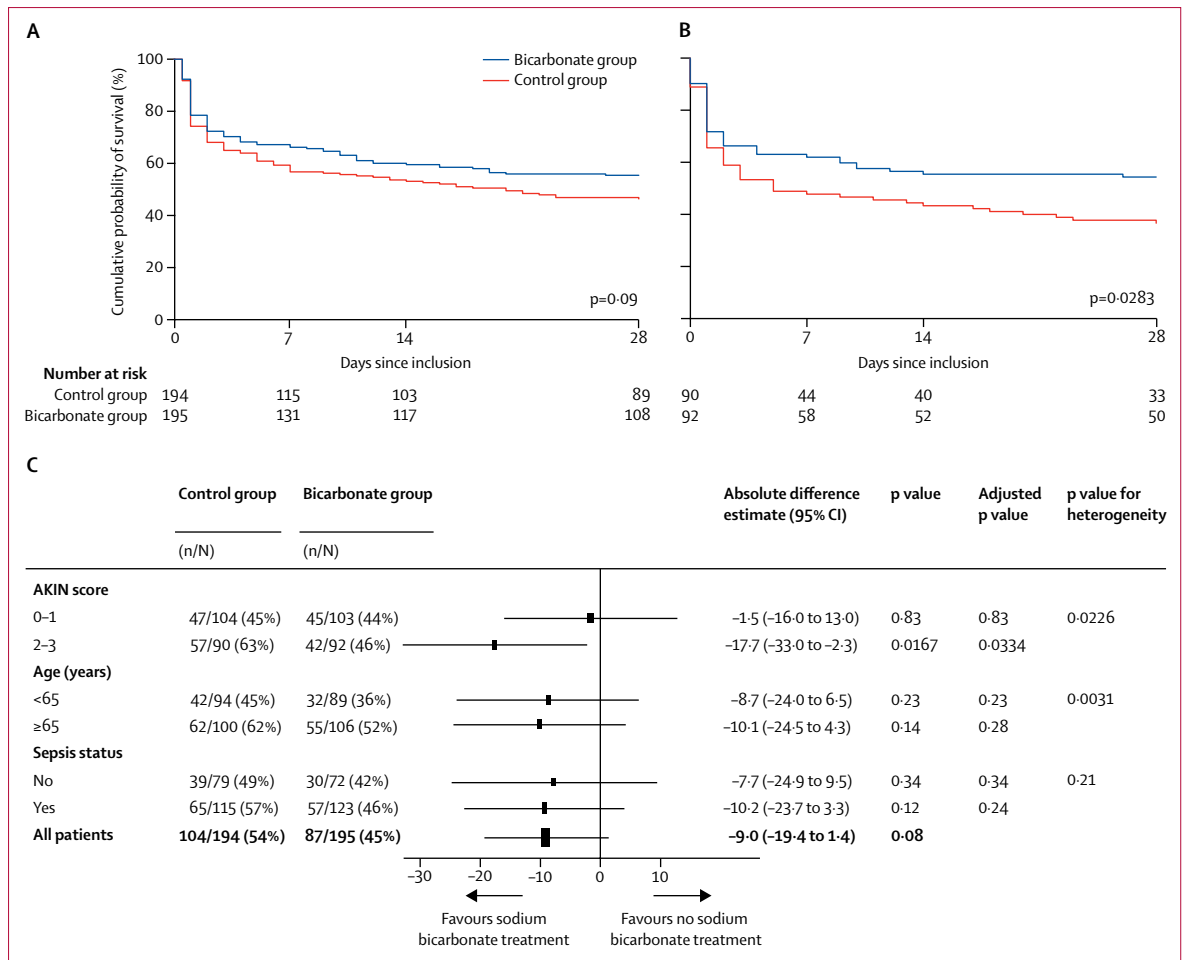 A
B
Cumulative probability of survival (%)
100
80
60
40
20
0
Bicarbonate group
Control group
p=0·09
p=0·0283
0 7 14 28
0 7 14 28
Days since inclusion
Days since inclusion
Number at risk
Control group 194 115 103 89 90 44 40 33
Bicarbonate group 195 131 117 108 92 58 52 50
C
Control group Bicarbonate group Absolute difference p value Adjusted p value for
estimate (95% CI) p value heterogeneity
(n/N) (n/N)
AKIN score
0–1 47/104 (45%) 45/103 (44%) –1·5 (–16·0 to 13·0) 0·83 0·83 0·0226
2–3 57/90 (63%) 42/92 (46%) –17·7 (–33·0 to –2·3) 0·0167 0·0334
Age (years)
<65 42/94 (45%) 32/89 (36%) –8·7 (–24·0 to 6·5) 0·23 0·23 0·0031
≥65 62/100 (62%) 55/106 (52%) –10·1 (–24·5 to 4·3) 0·14 0·28
Sepsis status
No 39/79 (49%) 30/72 (42%) –7·7 (–24·9 to 9·5) 0·34 0·34 0·21
Yes 65/115 (57%) 57/123 (46%) –10·2 (–23·7 to 3·3) 0·12 0·24
All patients 104/194 (54%) 87/195 (45%) –9·0 (–19·4 to 1·4) 0·08
–30 –20 –10 0 10
Favours sodium Favours no sodium
bicarbonate treatment bicarbonate treatment